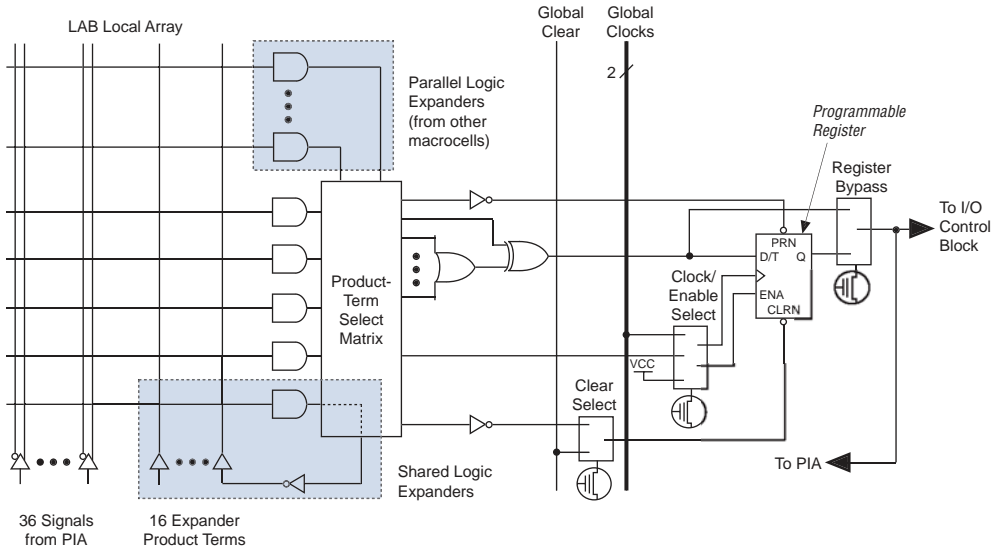 LAB Local Array
Global
Clear
Global
Clocks
2
Parallel Logic
Expanders
(from other
macrocells)
Programmable
Register
Register
Bypass
To I/O
Control
Block
PRN
D/T
Q
ENA
CLRN
Clock/
Enable
Select
VCC
Product-
Term
Select
Matrix
Clear
Select
To PIA
Shared Logic
Expanders
36 Signals
from PIA
16 Expander
Product Terms